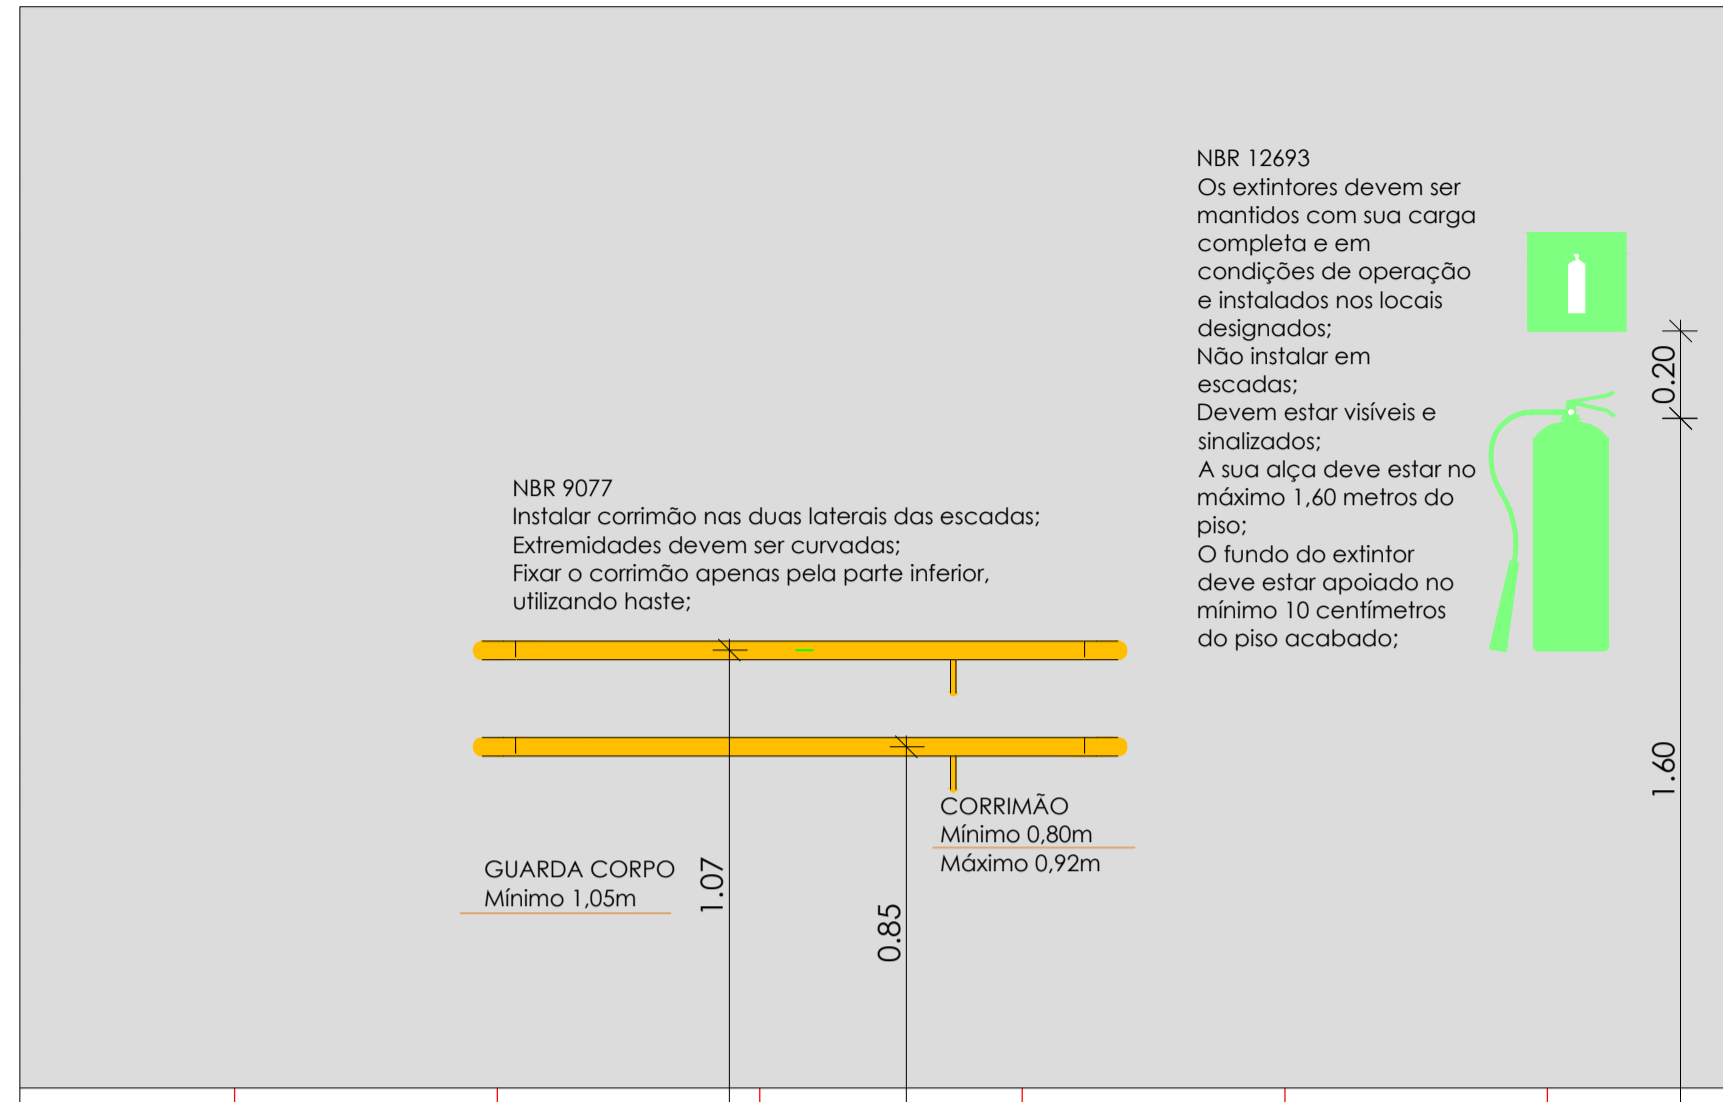 NBR 12693
Os extintores devem ser
mantidos com sua carga
completa e em
condições de operação
e instalados nos locais
designados;
Não instalar em
escadas;
Devem estar visíveis e
sinalizados;
A sua alça deve estar no
máximo 1,60 metros do
piso;
O fundo do extintor
deve estar apoiado no
mínimo 10 centímetros
do piso acabado;
0.20
1.60
NBR 9077
Instalar corrimão nas duas laterais das escadas;
Extremidades devem ser curvadas;
Fixar o corrimão apenas pela parte inferior,
utilizando haste;
GUARDA CORPO
Mínimo 1,05m
1.07
0.85
CORRIMÃO
Mínimo 0,80m
Máximo 0,92m